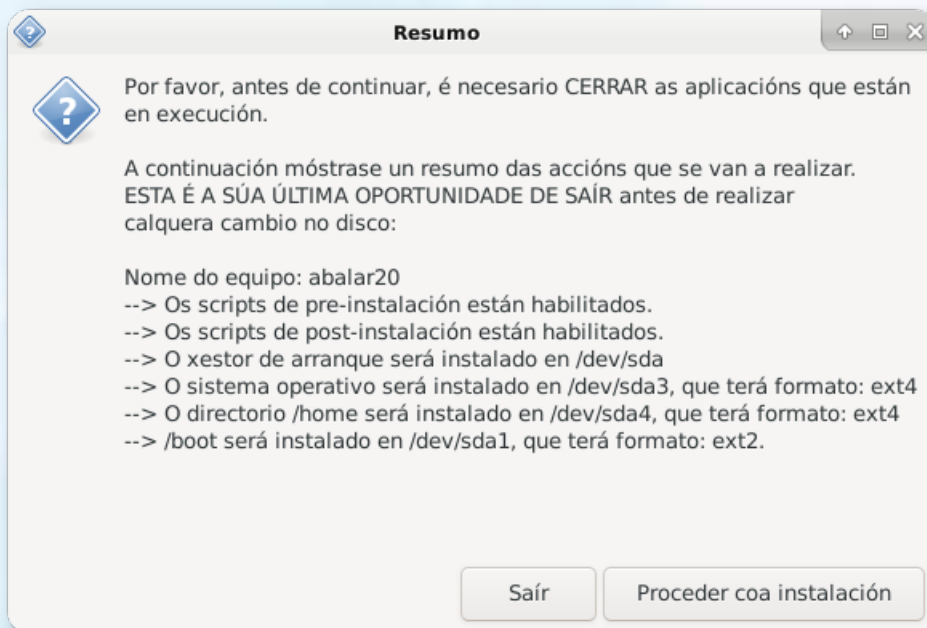 Resumo
Por favor, antes de continuar, é necesario CERRAR as aplicacións que están
en execución.
A continuación móstrase un resumo das accións que se van a realizar.
ESTA É A SÚA ÚLTIMA OPORTUNIDADE DE SAÍR antes de realizar
calquera cambio no disco:
Nome do equipo: abalar20
--> Os scripts de pre-instalación están habilitados.
--> Os scripts de post-instalación están habilitados.
--> O xestor de arranque será instalado en /dev/sda
--> O sistema operativo será instalado en /dev/sda3, que terá formato: ext4
--> O directorio /home será instalado en /dev/sda4, que terá formato: ext4
--> /boot será instalado en /dev/sda1, que terá formato: ext2.
Saír
Proceder coa instalación